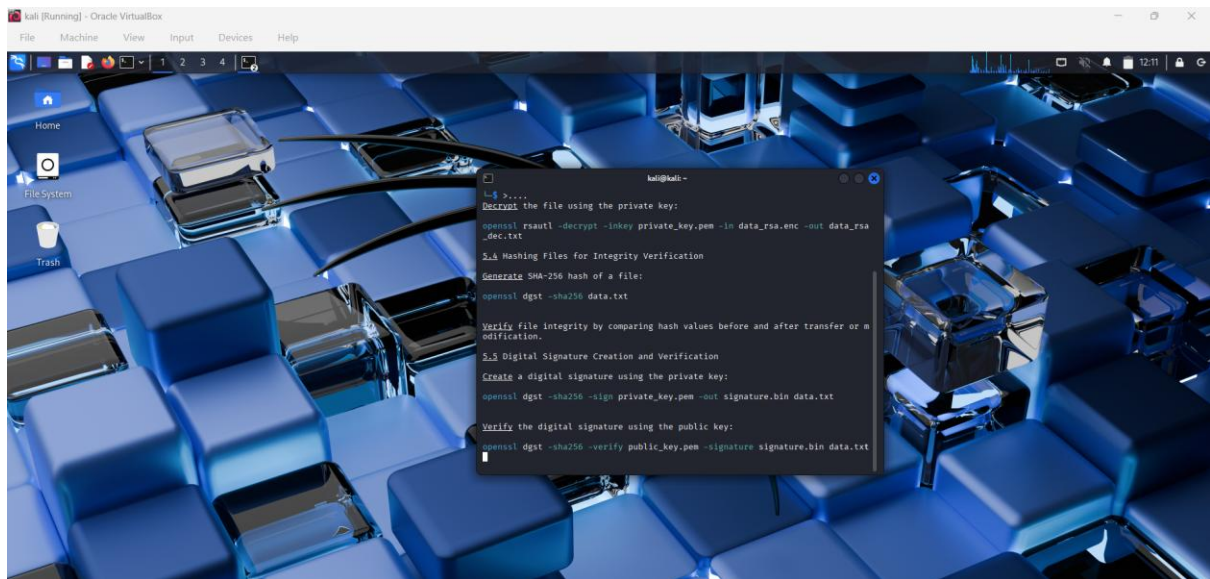 kali [Running] - Oracle VirtualBox
File Machine View Input Devices Help
1 2 3 4
12:11
Home
File System
Trash
kali@kali: ~
└─$ >....
Decrypt the file using the private key:
openssl rsautl -decrypt -inkey private_key.pem -in data_rsa.enc -out data_rsa
_dec.txt
5.4 Hashing Files for Integrity Verification
Generate SHA-256 hash of a file:
openssl dgst -sha256 data.txt
Verify file integrity by comparing hash values before and after transfer or m
odification.
5.5 Digital Signature Creation and Verification
Create a digital signature using the private key:
openssl dgst -sha256 -sign private_key.pem -out signature.bin data.txt
Verify the digital signature using the public key:
openssl dgst -sha256 -verify public_key.pem -signature signature.bin data.txt